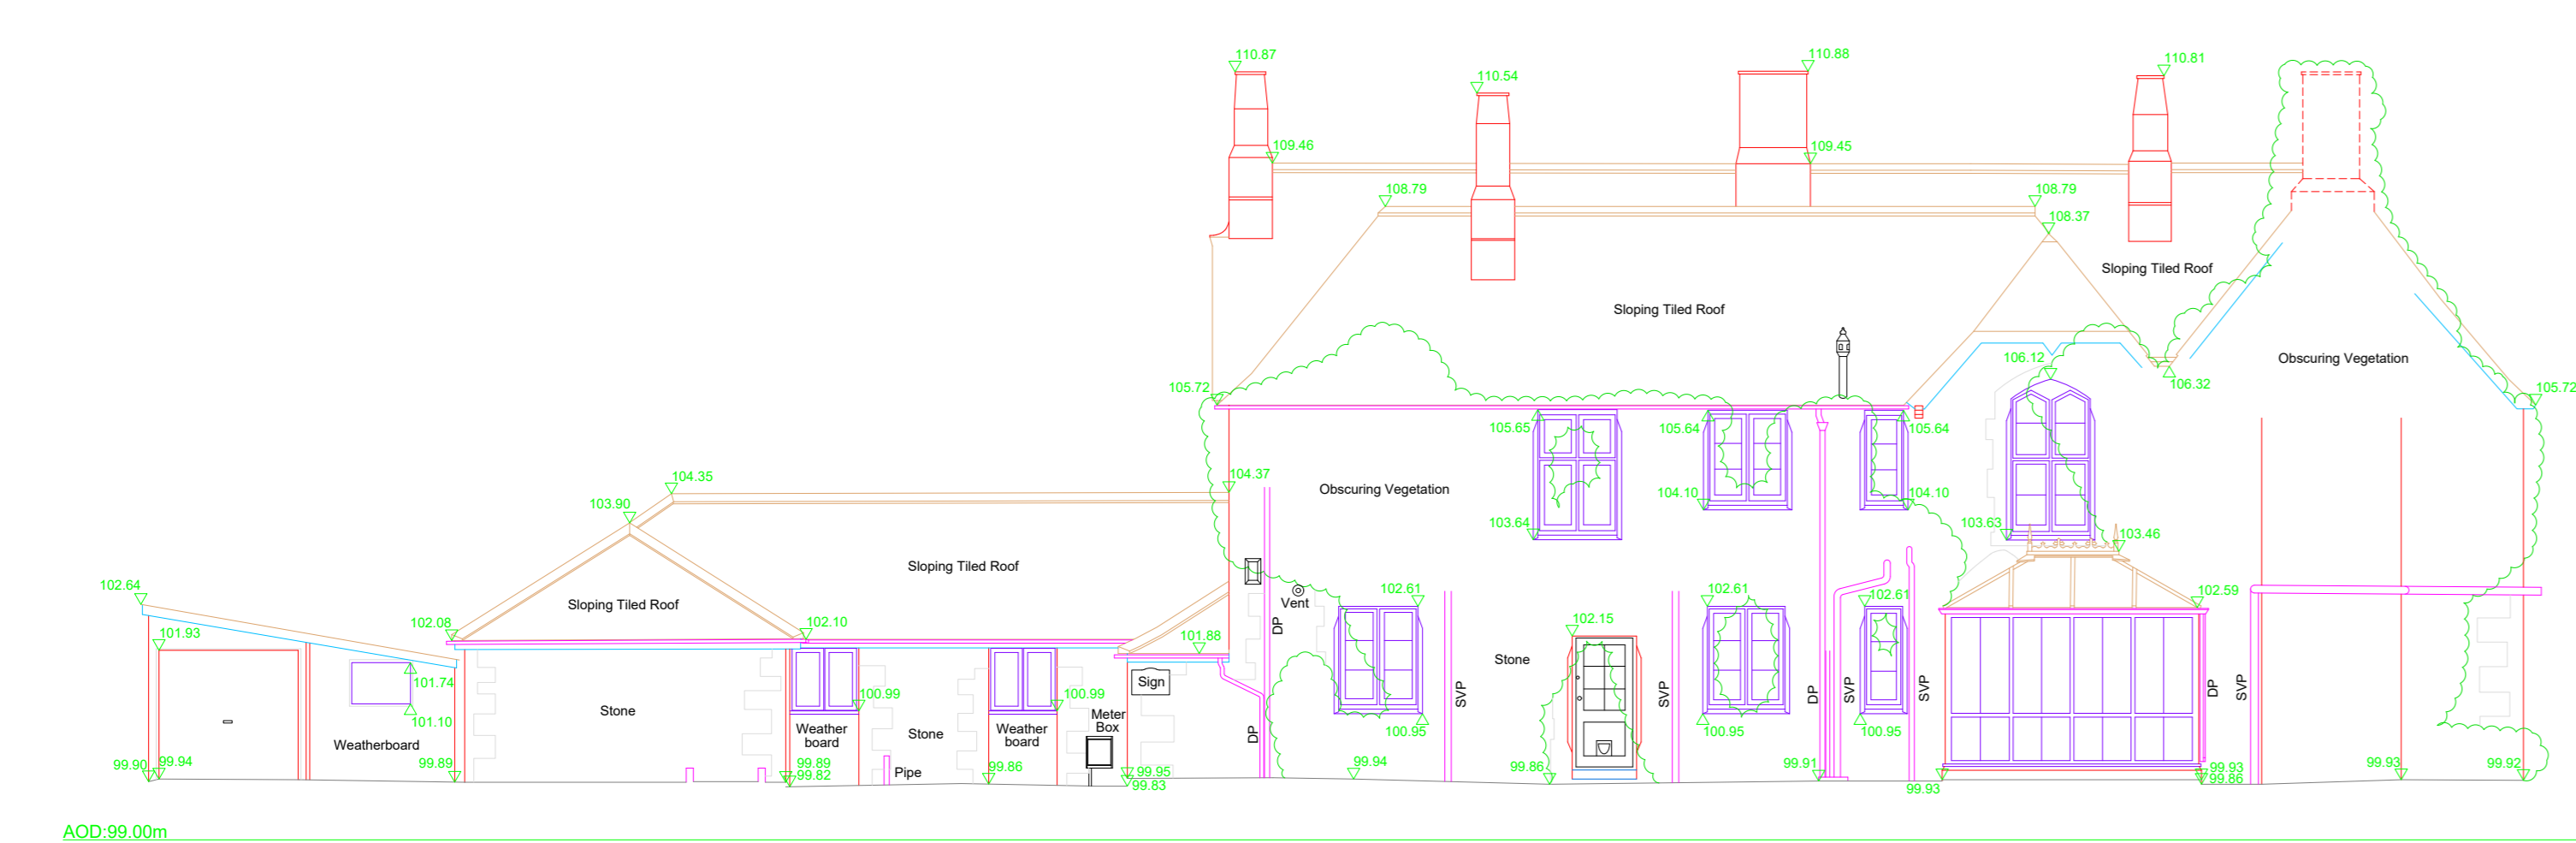 110.87
110.54
110.88
110.81
109.46
109.45
108.79
108.79
108.37
Sloping Tiled Roof
Sloping Tiled Roof
106.12
Obscuring Vegetation
106.32
105.72
105.72
105.65
105.64
105.64
104.35
104.37
Obscuring Vegetation
104.10
104.10
103.90
103.64
103.63
103.46
Sloping Tiled Roof
102.64
Sloping Tiled Roof
Vent
102.61
102.61
102.61
102.59
102.08
102.10
DP
102.15
101.93
101.88
Stone
101.74
Sign
101.10
100.99
100.99
SVP
SVP
DP
SVP
SVP
DP
SVP
Stone
Meter
Box
Weather
board
Stone
Weather
board
DP
100.95
100.95
100.95
Weatherboard
99.90
99.94
99.89
99.89
99.82
Pipe
99.86
99.95
99.83
99.94
99.86
99.91
99.93
99.93
99.86
99.93
99.92
AOD:99.00m